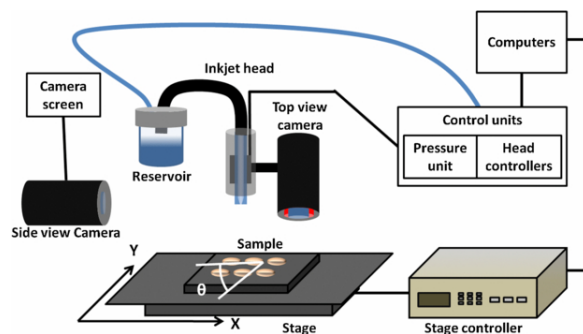 Computers
Inkjet head
Camera
screen
Top view
camera
Control units
Pressure
unit
Head
controllers
Reservoir
Side view Camera
Sample
Y
θ
X
Stage
Stage controller